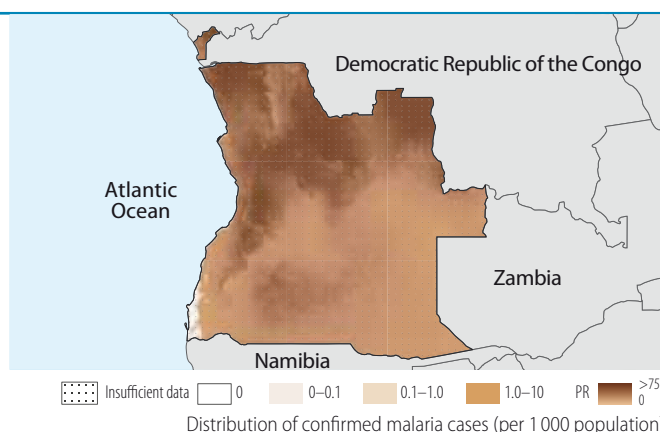 Democratic Republic of the Congo
Atlantic
Ocean
Zambia
Namibia
Insufficient data 0 0–0.1 0.1–1.0 1.0–10 PR >75
0
Distribution of confirmed malaria cases (per 1 000 population